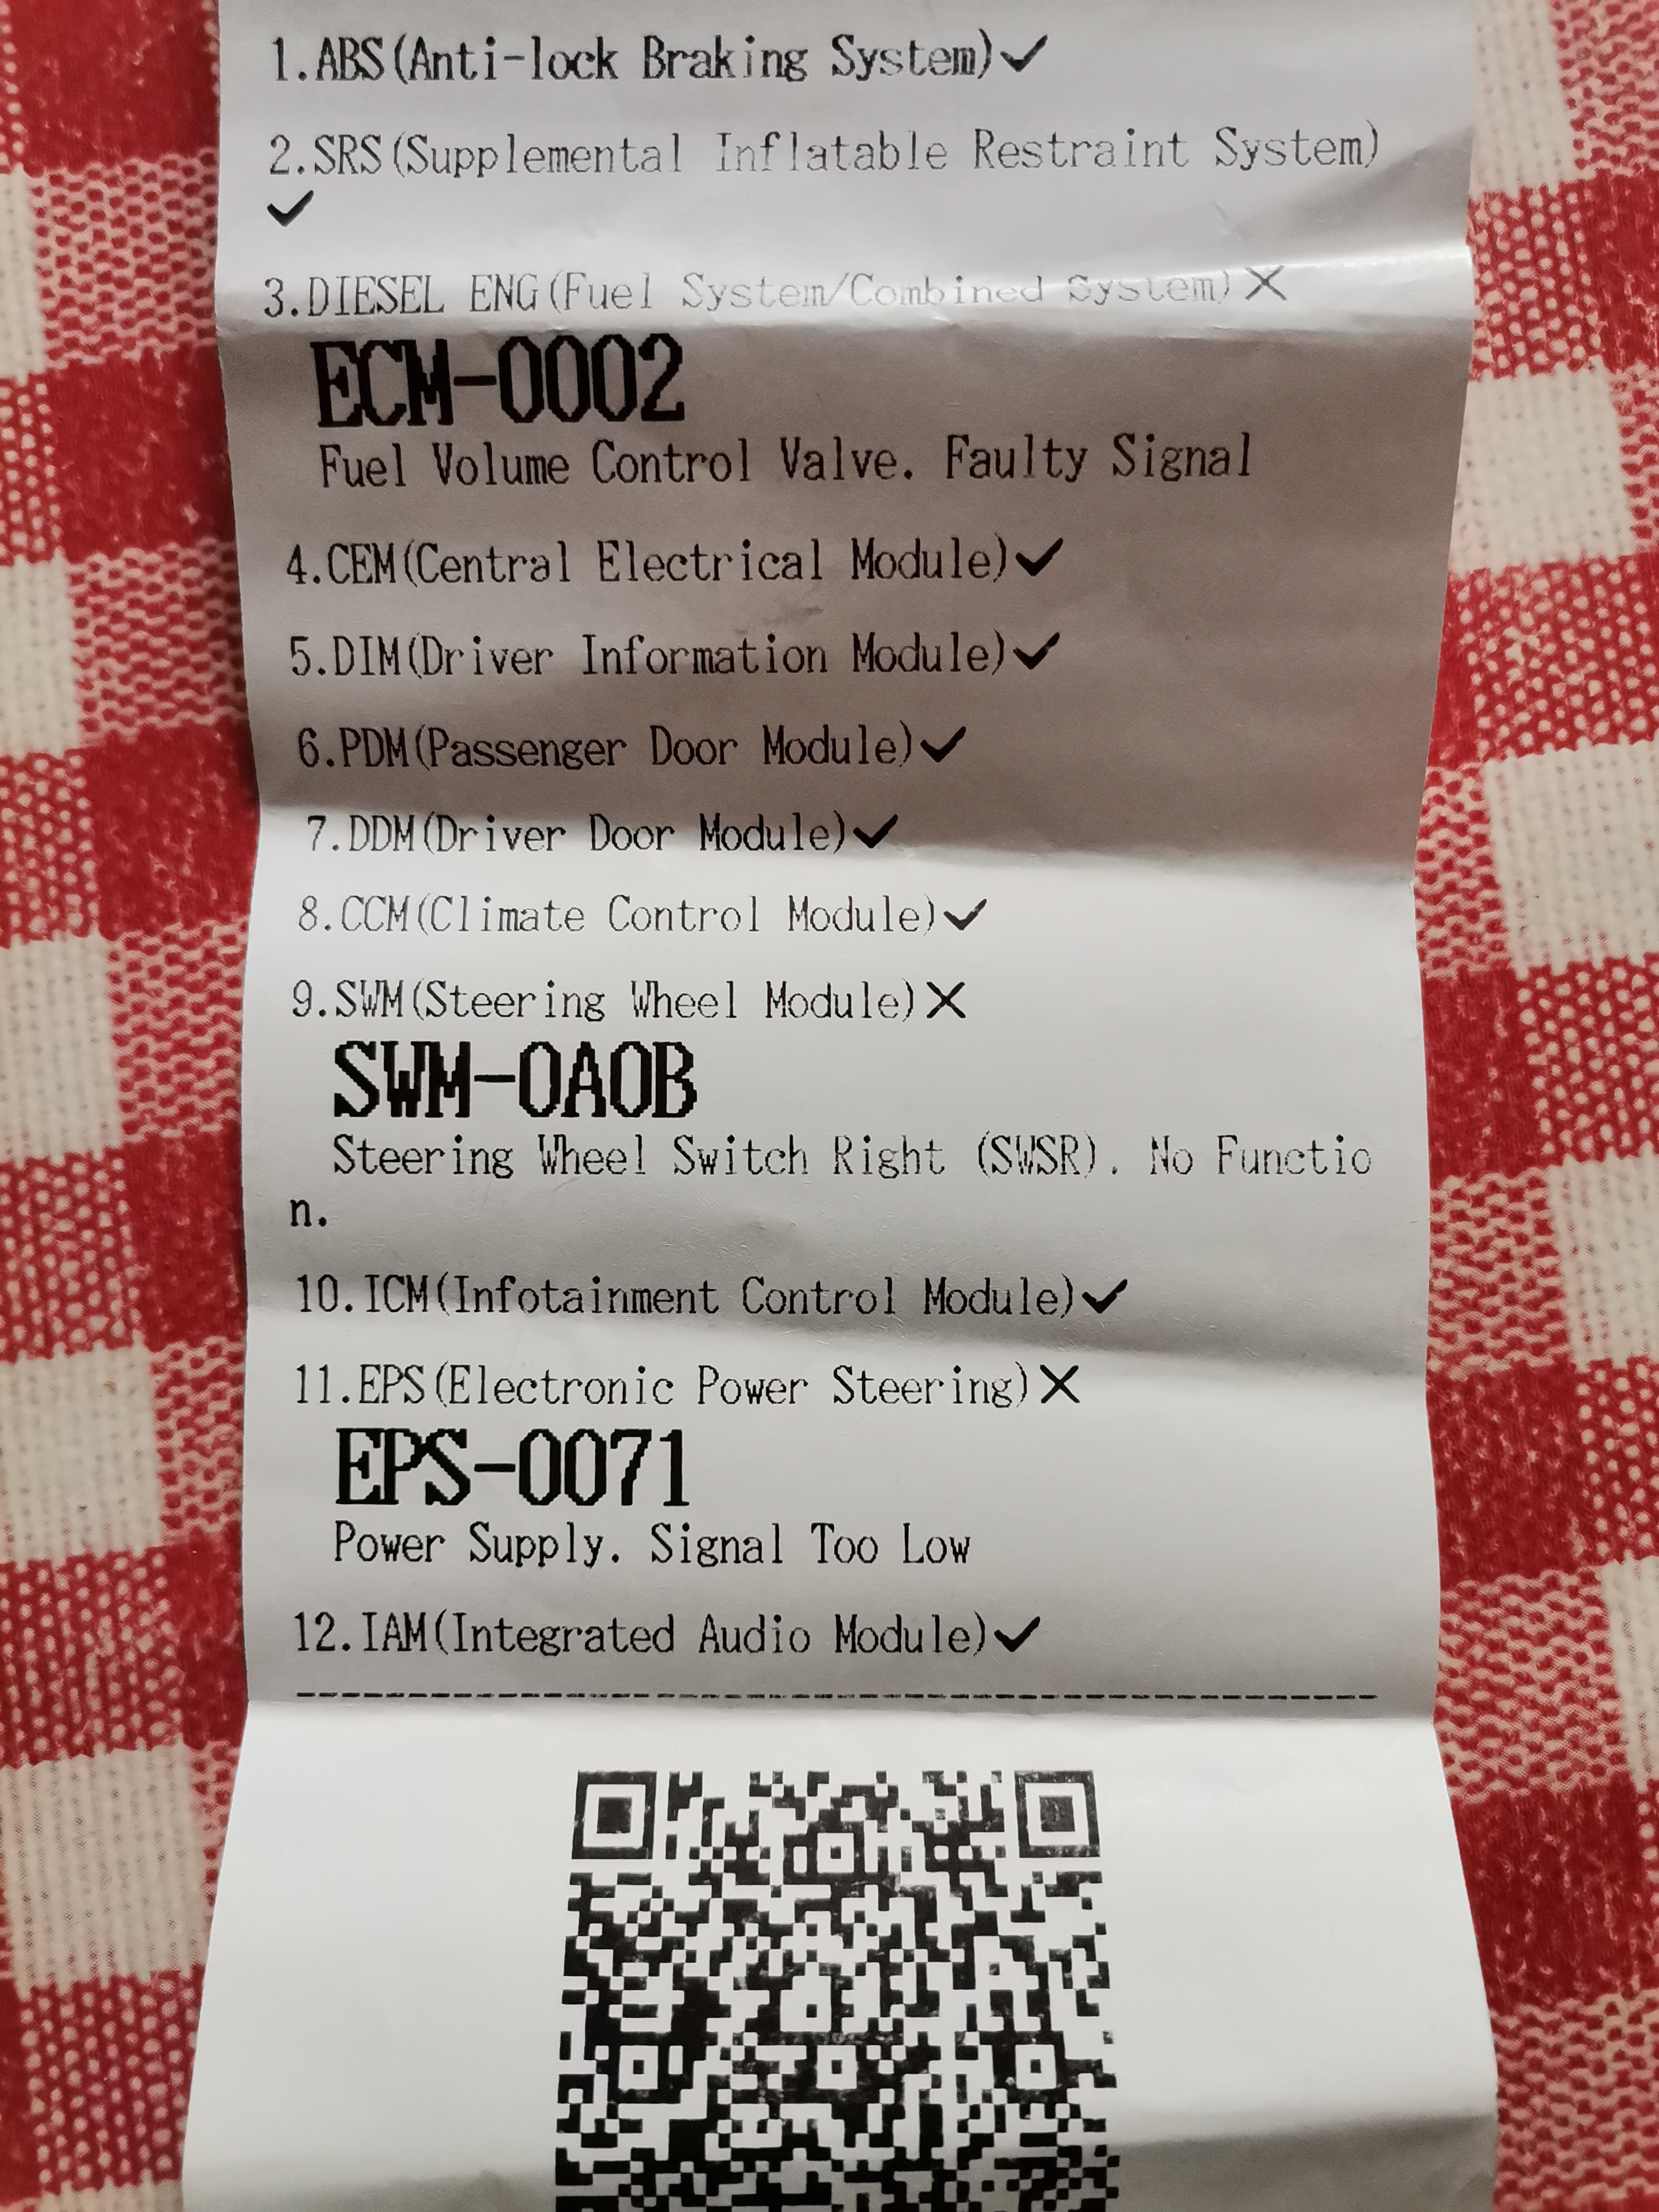 1.ABS(Anti-lock Braking System)✓
2.SRS(Supplemental Inflatable Restraint System)
✓
3.DIESEL ENG(Fuel System/Combined System)✕
ECM-0002
Fuel Volume Control Valve. Faulty Signal
4.CEM(Central Electrical Module)✓
5.DIM(Driver Information Module)✓
6.PDM(Passenger Door Module)✓
7.DDM(Driver Door Module)✓
8.CCM(Climate Control Module)✓
9.SWM(Steering Wheel Module)✕
SWM-0A0B
Steering Wheel Switch Right (SWSR). No Functio
n.
10.ICM(Infotainment Control Module)✓
11.EPS(Electronic Power Steering)✕
EPS-0071
Power Supply. Signal Too Low
12.IAM(Integrated Audio Module)✓